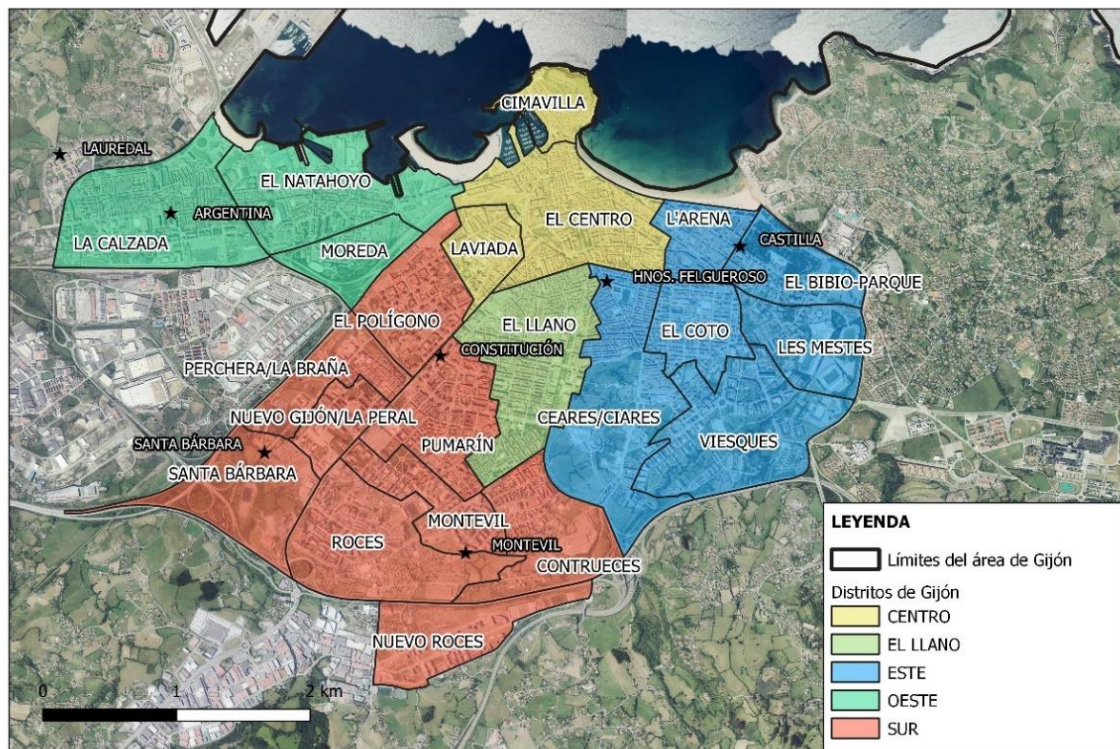 CIMAVILLA
LAUREDAL
EL NATAHOYO
ARGENTINA
LA CALZADA
MOREDA
LAVIADA
EL CENTRO
L'ARENA
CASTILLA
HNOS. FELGUEROSO
EL BIBIO-PARQUE
EL POLÍGONO
EL LLANO
EL COTO
LES MESTES
CONSTITUCIÓN
PERCHERA/LA BRAÑA
NUEVO GIJÓN/LA PERAL
CEARES/CIARES
PUMARÍN
VIESQUES
SANTA BÁRBARA
SANTA BÁRBARA
MONTEVIL
ROCES
MONTEVIL
CONTRUECES
NUEVO ROCES
0 1 2 km
LEYENDA
Límites del área de Gijón
Distritos de Gijón
CENTRO
EL LLANO
ESTE
OESTE
SUR